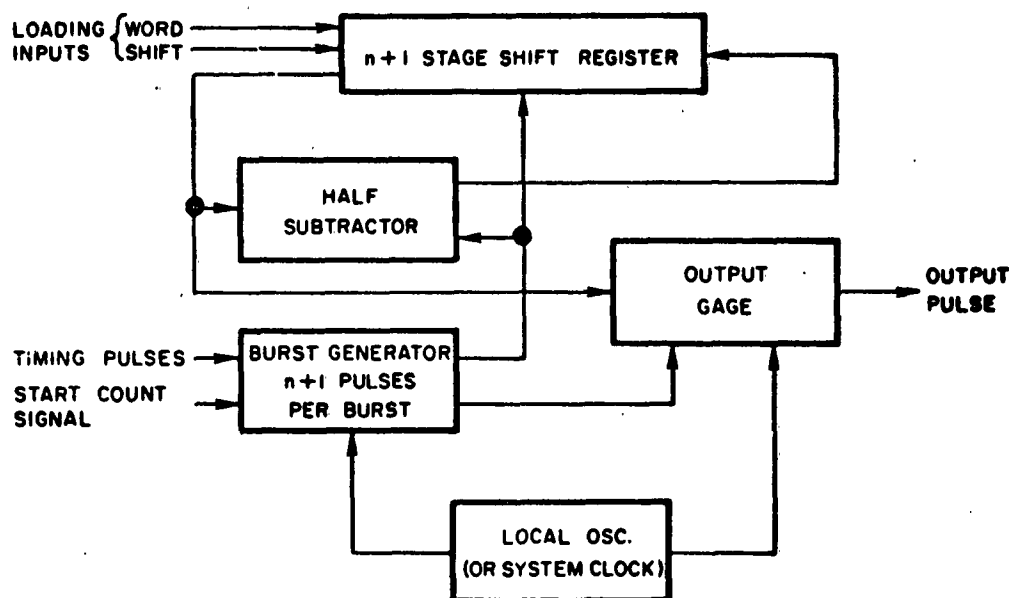 LOADING INPUTS { WORD
SHIFT
n+1 STAGE SHIFT REGISTER
HALF
SUBTRACTOR
OUTPUT
GAGE
OUTPUT
PULSE
TIMING PULSES
START COUNT
SIGNAL
BURST GENERATOR
n+1 PULSES
PER BURST
LOCAL OSC.
(OR SYSTEM CLOCK)